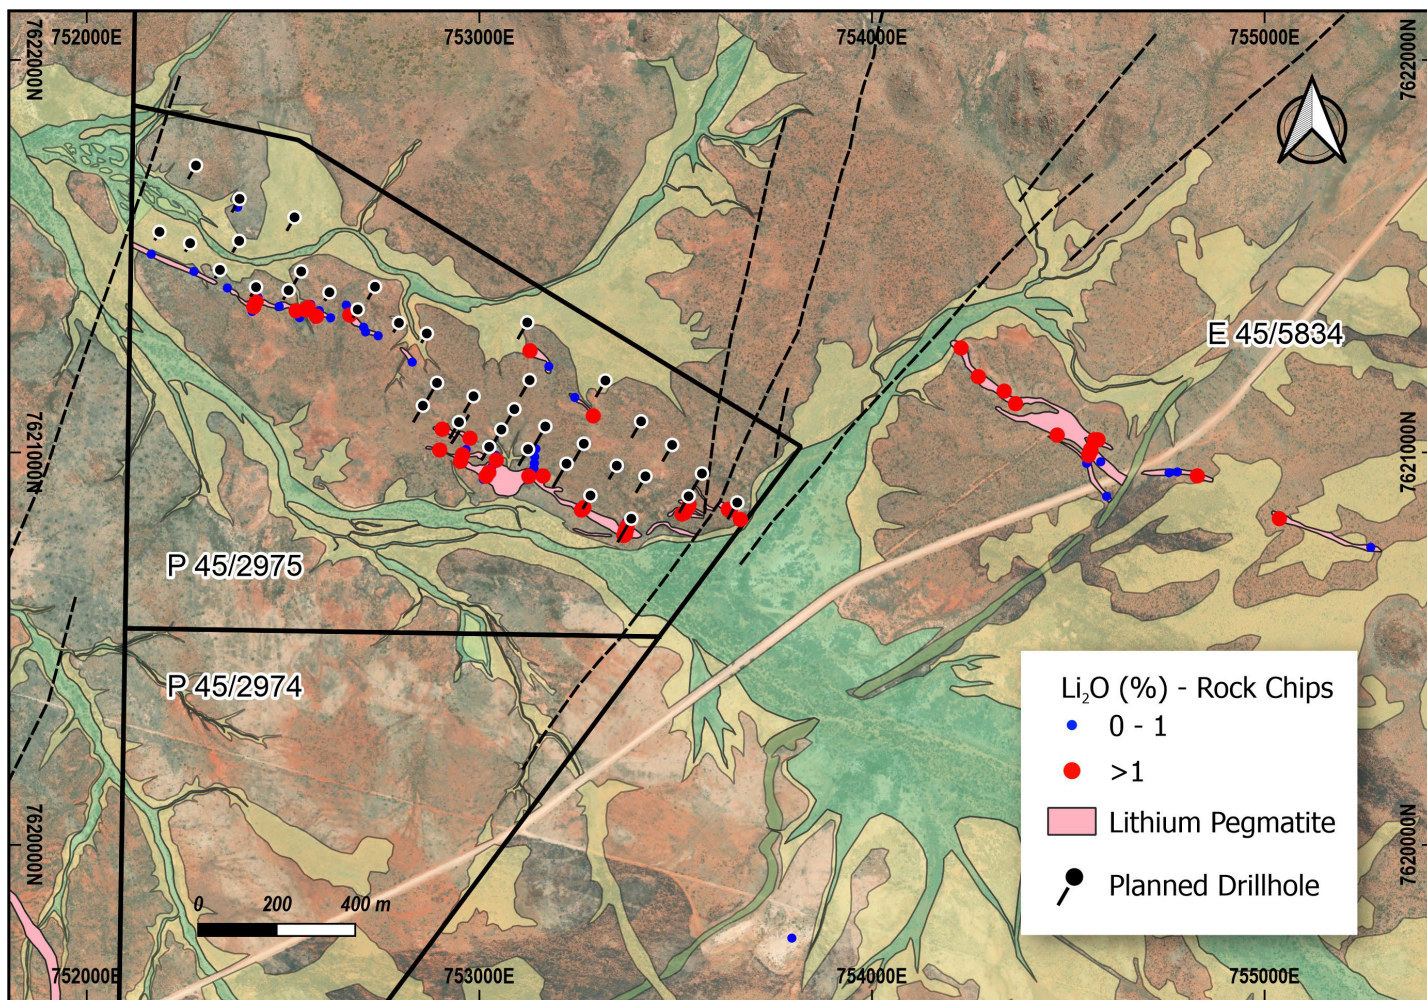 752000E
753000E
754000E
755000E
7622000N
7622000N
E 45/5834
7621000N
7621000N
P 45/2975
P 45/2974
Li₂O (%) - Rock Chips
0 - 1
>1
Lithium Pegmatite
Planned Drillhole
7620000N
7620000N
0 200 400 m
752000E
753000E
754000E
755000E